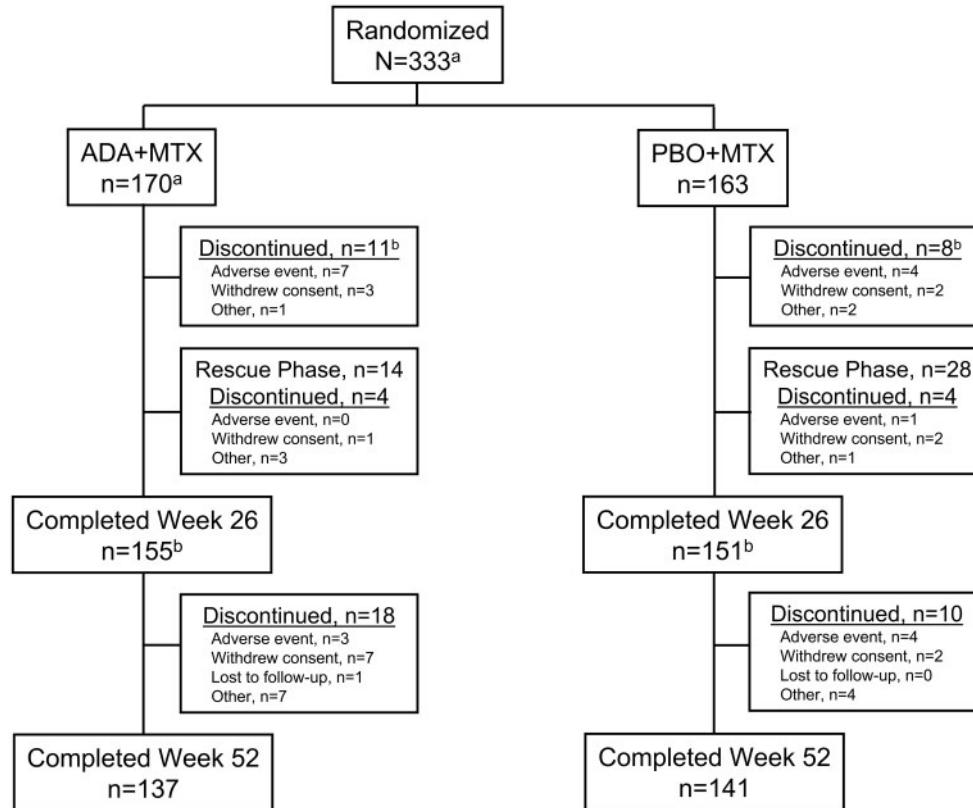 Randomized
N=333ª
ADA+MTX
n=170ª
PBO+MTX
n=163
Discontinued, n=11ᵇ
Adverse event, n=7
Withdrew consent, n=3
Other, n=1
Discontinued, n=8ᵇ
Adverse event, n=4
Withdrew consent, n=2
Other, n=2
Rescue Phase, n=14
Discontinued, n=4
Adverse event, n=0
Withdrew consent, n=1
Other, n=3
Rescue Phase, n=28
Discontinued, n=4
Adverse event, n=1
Withdrew consent, n=2
Other, n=1
Completed Week 26
n=155ᵇ
Completed Week 26
n=151ᵇ
Discontinued, n=18
Adverse event, n=3
Withdrew consent, n=7
Lost to follow-up, n=1
Other, n=7
Discontinued, n=10
Adverse event, n=4
Withdrew consent, n=2
Lost to follow-up, n=0
Other, n=4
Completed Week 52
n=137
Completed Week 52
n=141